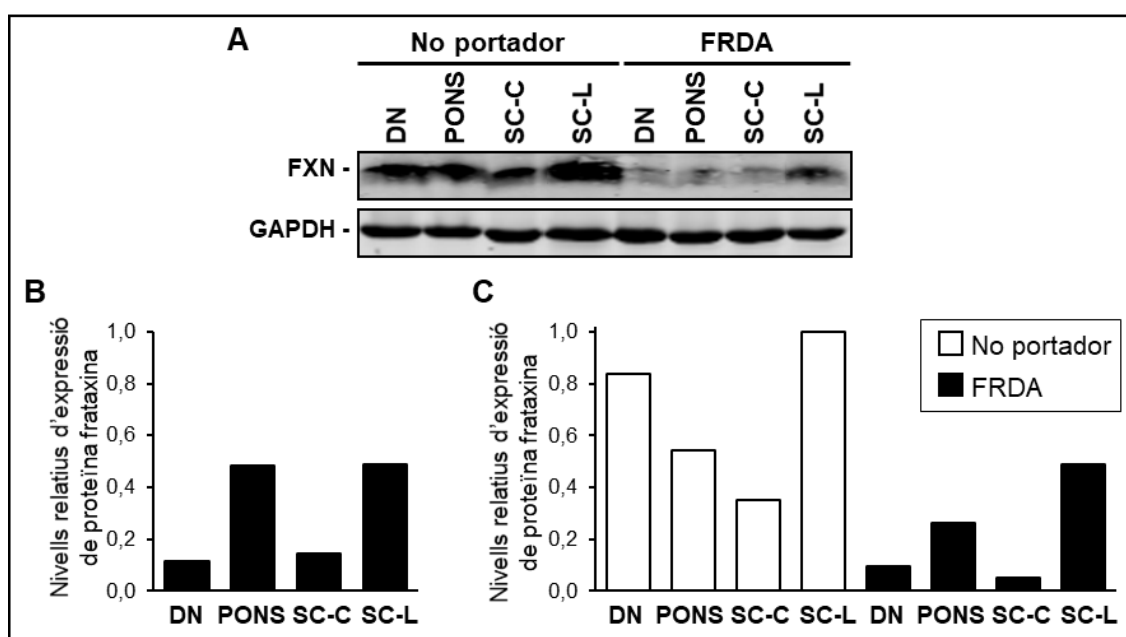 A
No portador FRDA
DN PONS SC-C SC-L DN PONS SC-C SC-L
FXN -
GAPDH -
B
Nivells relatius d'expressió
de proteïna frataxina
1,0
0,8
0,6
0,4
0,2
0,0
DN PONS SC-C SC-L
C
Nivells relatius d'expressió
de proteïna frataxina
1,0
0,8
0,6
0,4
0,2
0,0
DN PONS SC-C SC-L DN PONS SC-C SC-L
No portador
FRDA